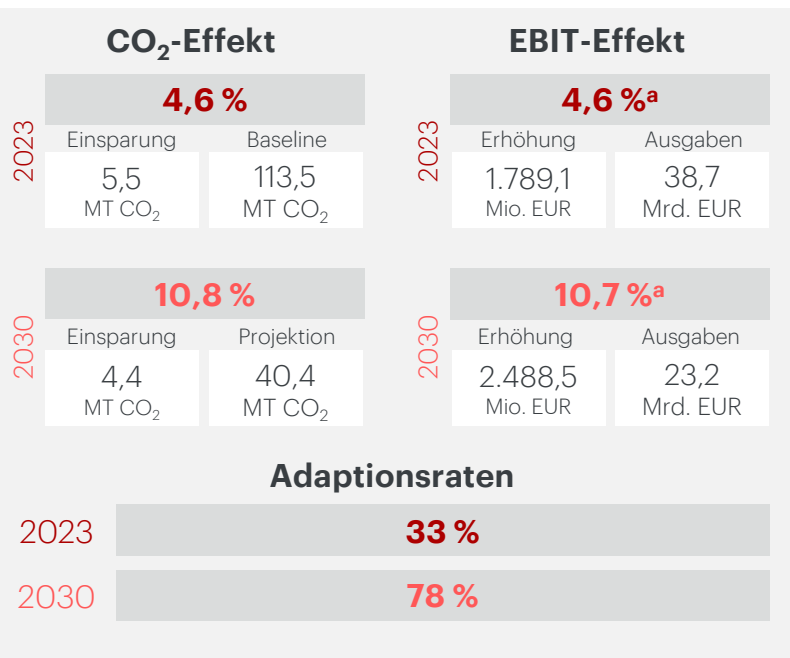 CO₂-Effekt
4,6 %
2023
Einsparung
Baseline
5,5
MT CO₂
113,5
MT CO₂
10,8 %
2030
Einsparung
Projektion
4,4
MT CO₂
40,4
MT CO₂
EBIT-Effekt
4,6 %ᵃ
2023
Erhöhung
Ausgaben
1.789,1
Mio. EUR
38,7
Mrd. EUR
10,7 %ᵃ
2030
Erhöhung
Ausgaben
2.488,5
Mio. EUR
23,2
Mrd. EUR
Adaptionsraten
2023
33 %
2030
78 %